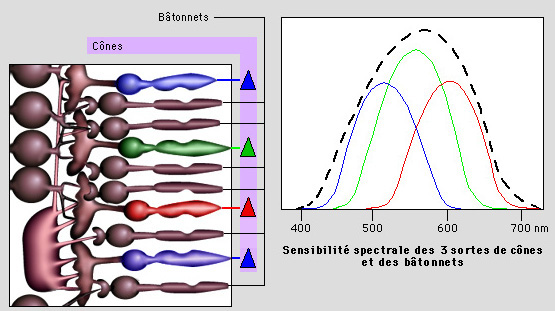 Bâtonnets
Cônes
400 500 600 700 nm
Sensibilité spectrale des 3 sortes de cônes
et des bâtonnets